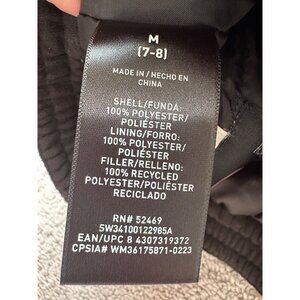 M
(7-8)
MADE IN / HECHO EN
CHINA
SHELL/FUNDA:
100% POLYESTER/
POLIÉSTER
LINING/FORRO:
100% POLYESTER/
POLIÉSTER
FILLER/RELLENO:
100% RECYCLED
POLYESTER/POLIÉSTER
RECICLADO
RN# 52469
SW34100122985A
EAN/UPC 8 4307319372
CPSIA# WM36175871-0223